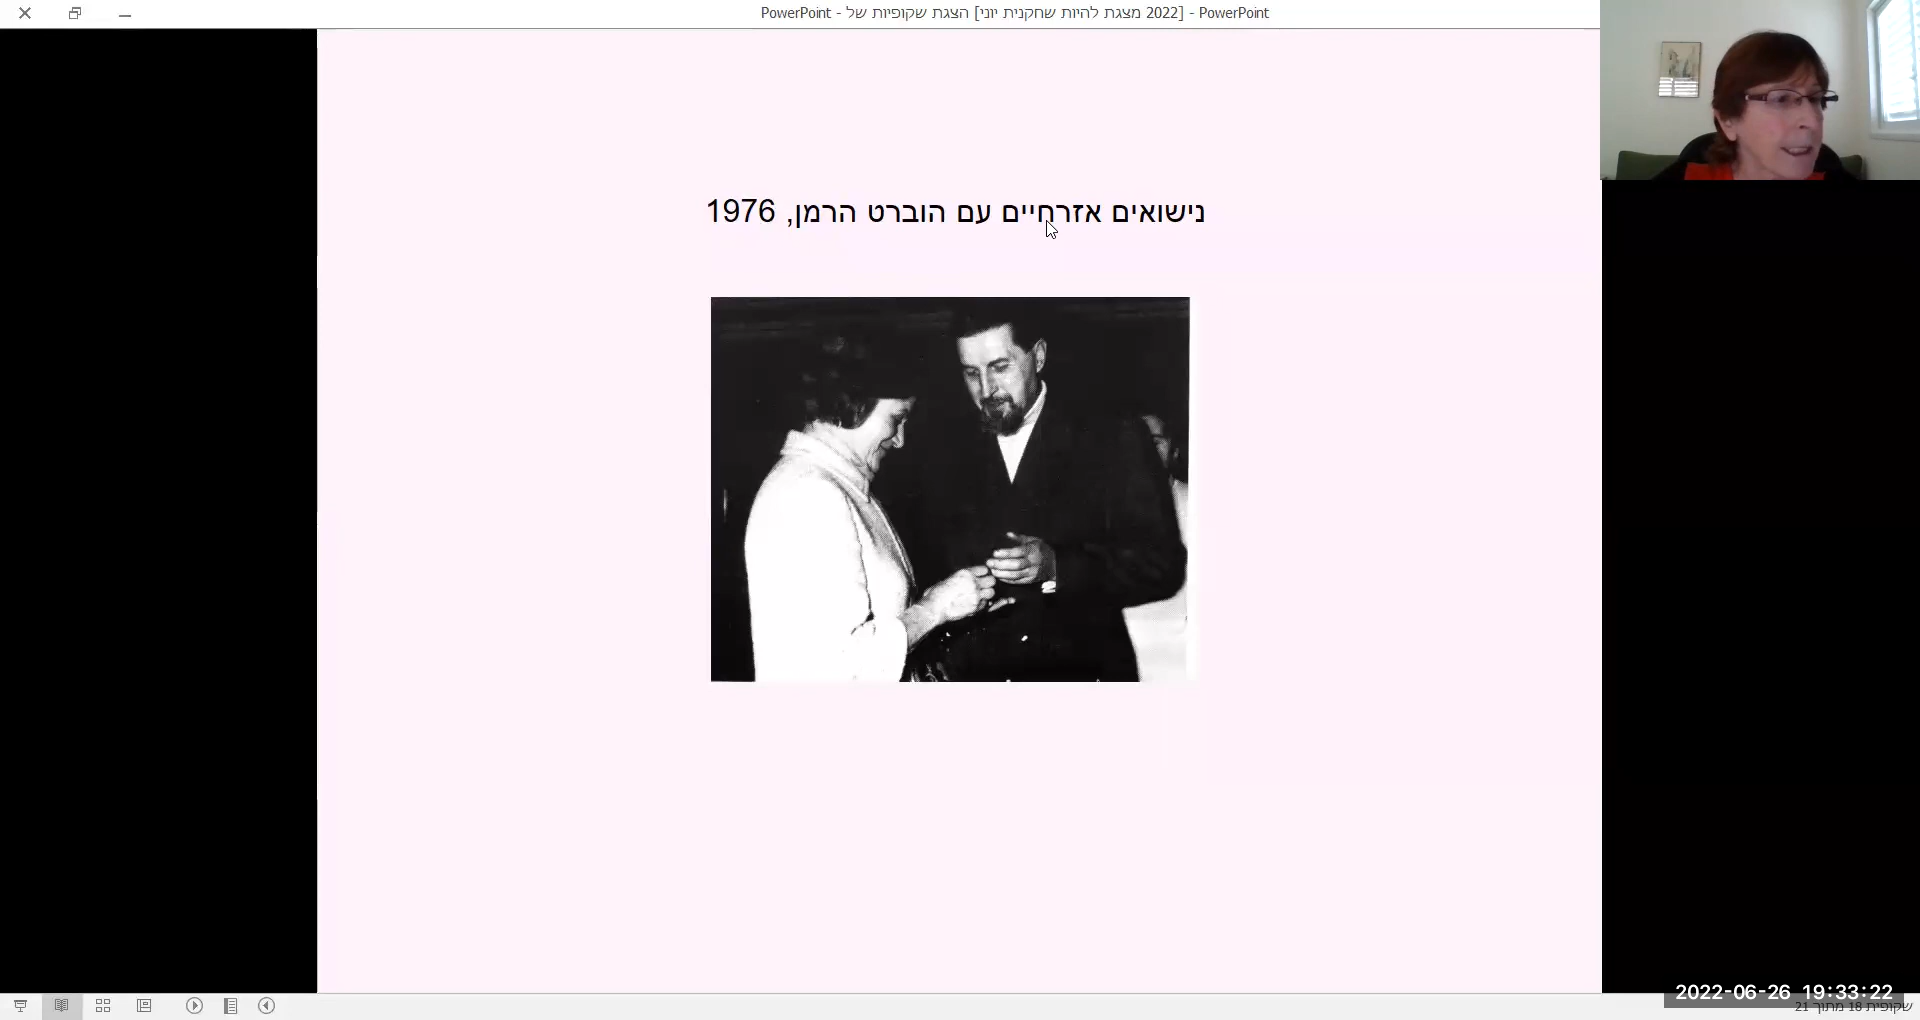 PowerPoint - הצגת שקופיות של [מצגת להיות שחקנית יוני 2022] - PowerPoint
נישואים אזרחיים עם הוברט הרמן, 1976
2022-06-26 19:33:22
שקופית 18 מתוך 21